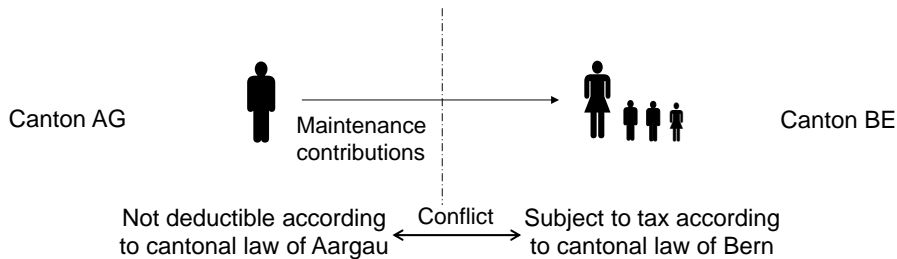 Canton AG
Maintenance
contributions
Canton BE
Not deductible according
to cantonal law of Aargau
Conflict
Subject to tax according
to cantonal law of Bern